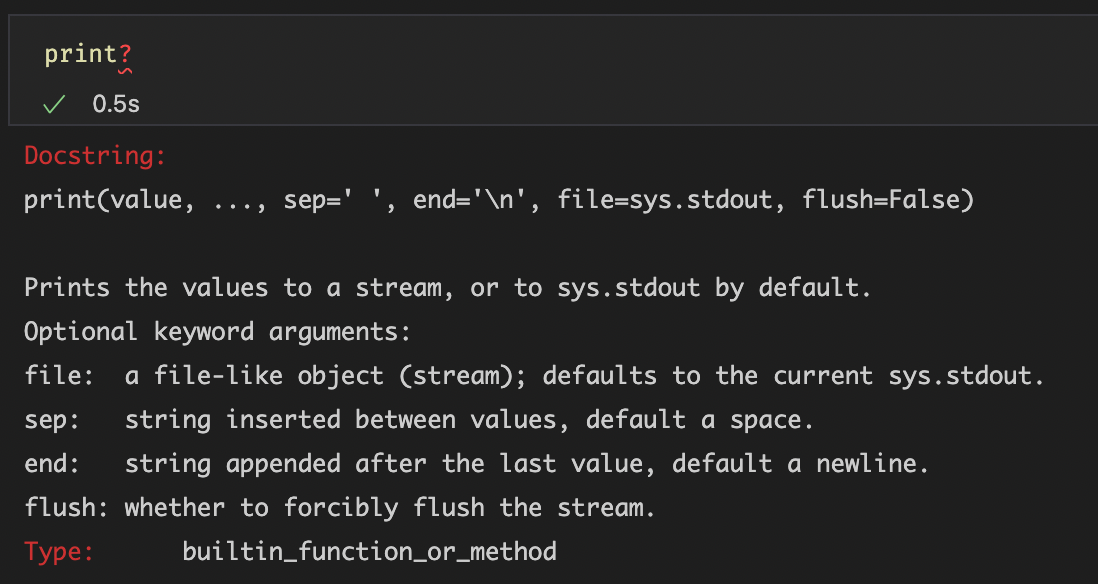 print?
✓ 0.5s
Docstring:
print(value, ..., sep=' ', end='\n', file=sys.stdout, flush=False)

Prints the values to a stream, or to sys.stdout by default.
Optional keyword arguments:
file:  a file-like object (stream); defaults to the current sys.stdout.
sep:   string inserted between values, default a space.
end:   string appended after the last value, default a newline.
flush: whether to forcibly flush the stream.
Type:      builtin_function_or_method